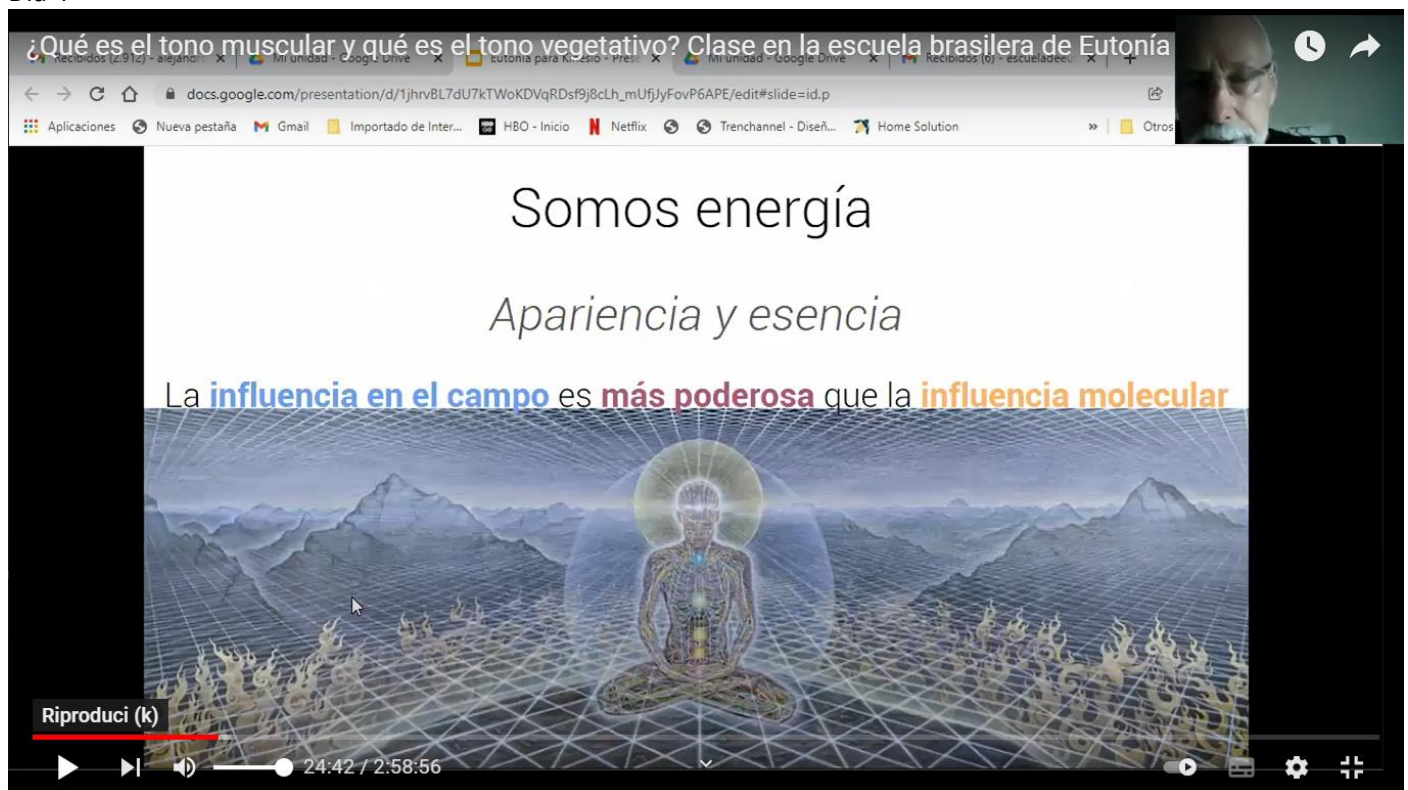 ¿Qué es el tono muscular y qué es el tono vegetativo? Clase en la escuela brasilera de Eutonía
Recibidos (2.912) - alejandro Mi unidad - Google Drive Eutonía para Kinesio - Prese Mi unidad - Google Drive Recibidos (6) - escueladeeu
docs.google.com/presentation/d/1jhrvBL7dU7kTWoKDVqRDsf9j8cLh_mUfjJyFovP6APE/edit#slide=id.p
Aplicaciones Nueva pestaña Gmail Importado de Inter... HBO - Inicio Netflix Trenchannel - Diseñ... Home Solution » Otros
Somos energía
Apariencia y esencia
La influencia en el campo es más poderosa que la influencia molecular
Riproduci (k)
24:42 / 2:58:56